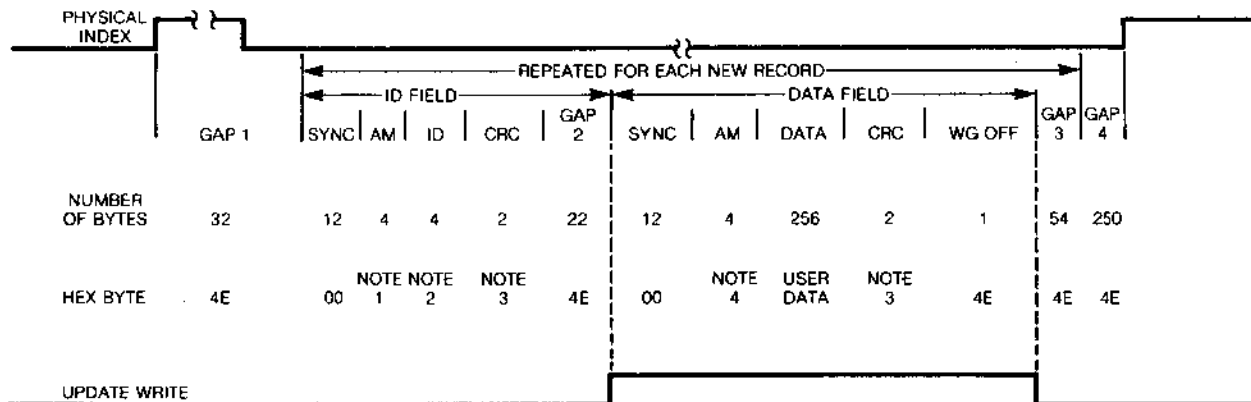 PHYSICAL
INDEX
REPEATED FOR EACH NEW RECORD
ID FIELD DATA FIELD
GAP 1 SYNC AM ID CRC GAP 2 SYNC AM DATA CRC WG OFF GAP 3 GAP 4
NUMBER
OF BYTES 32 12 4 4 2 22 12 4 256 2 1 54 250
HEX BYTE 4E 00 NOTE 1 NOTE 2 NOTE 3 4E 00 NOTE 4 USER DATA NOTE 3 4E 4E 4E
UPDATE WRITE